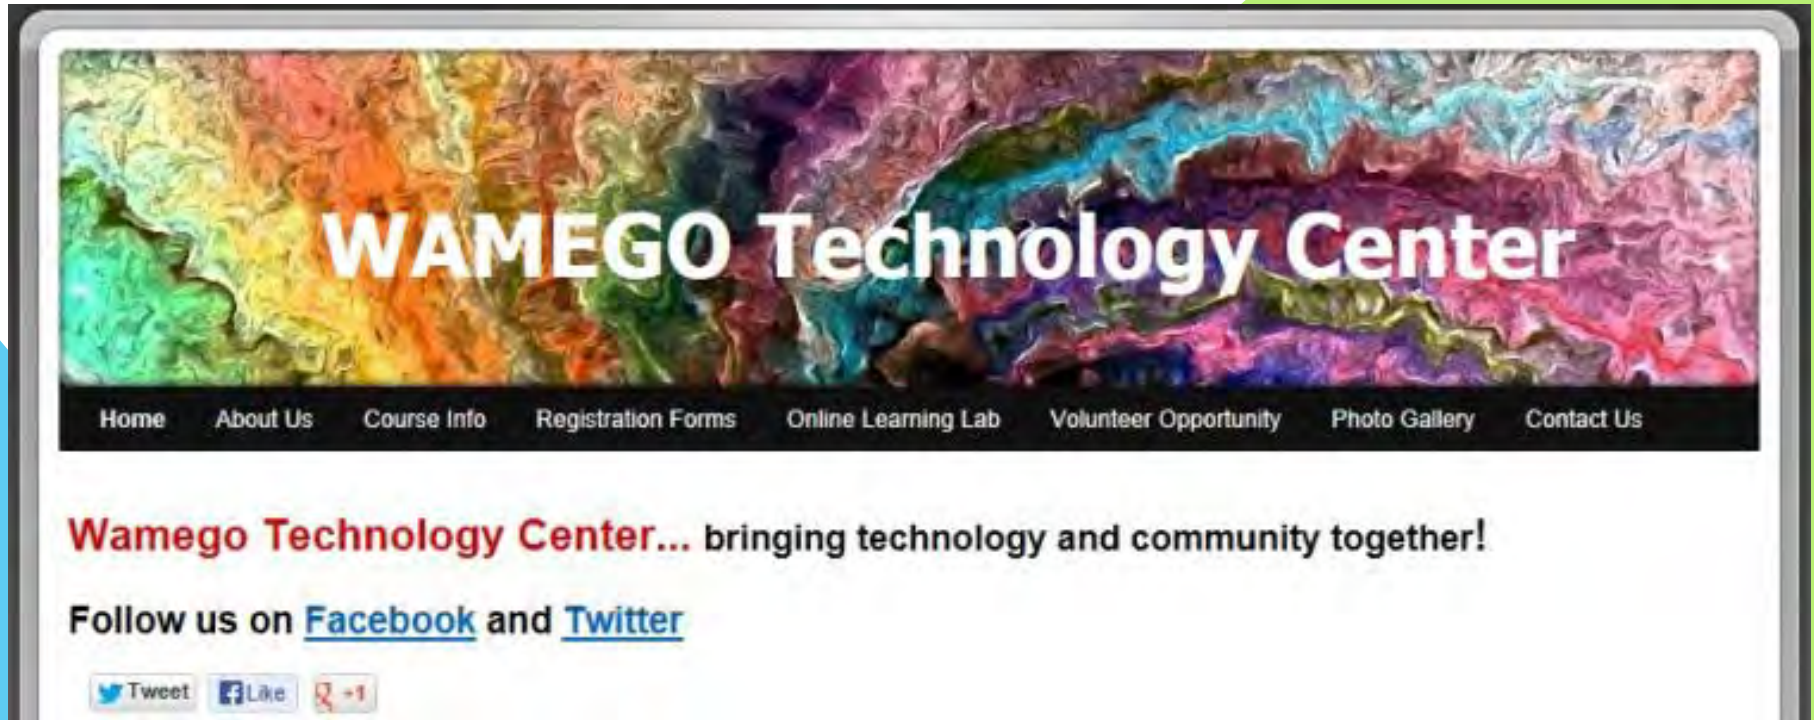 WAMEGO Technology Center
Home About Us Course Info Registration Forms Online Learning Lab Volunteer Opportunity Photo Gallery Contact Us
Wamego Technology Center... bringing technology and community together!
Follow us on Facebook and Twitter
Tweet Like +1